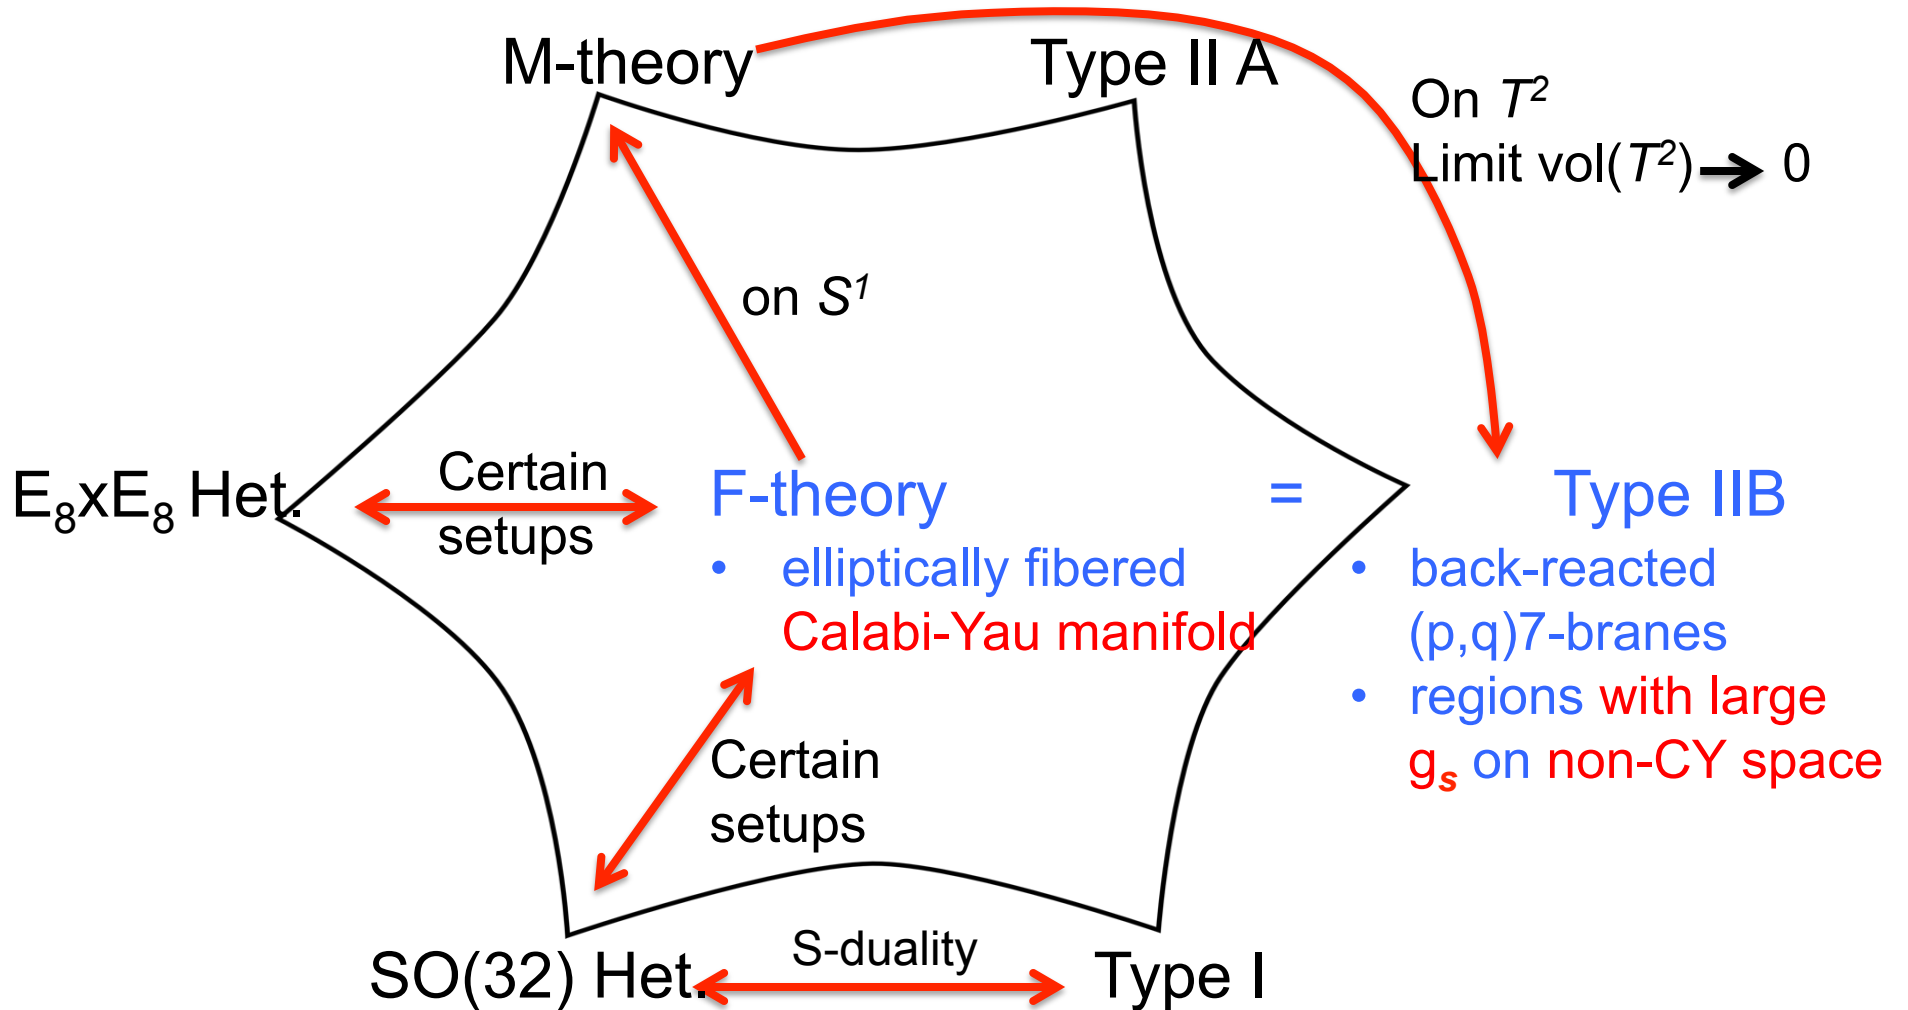 M-theory
Type II A
On T²
Limit vol(T²) → 0
on S¹
E₈xE₈ Het.
Certain
setups
F-theory
=
Type IIB
• elliptically fibered
Calabi-Yau manifold
• back-reacted
(p,q)7-branes
• regions with large
gₛ on non-CY space
Certain
setups
SO(32) Het.
S-duality
Type I